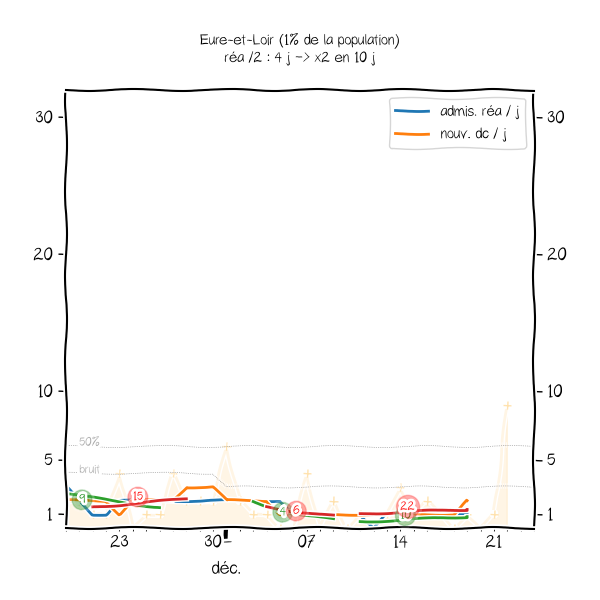 Eure-et-Loir (1% de la population)
réa /2 : 4 j -> x2 en 10 j
admis. réa / j
nouv. dc / j
30 30
20 20
10 10
50%
5 5
bruit
9 15 4 6 22 10
1 1
23 30 07 14 21
déc.